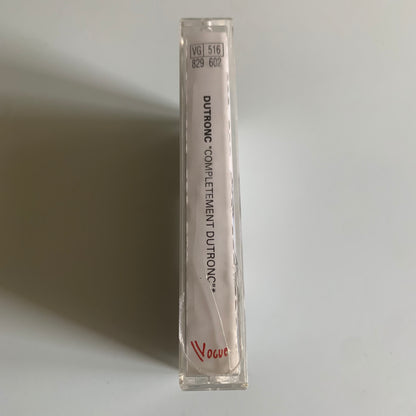 VG 516
829 602
DUTRONC "COMPLETEMENT DUTRONC"*
VOGUE